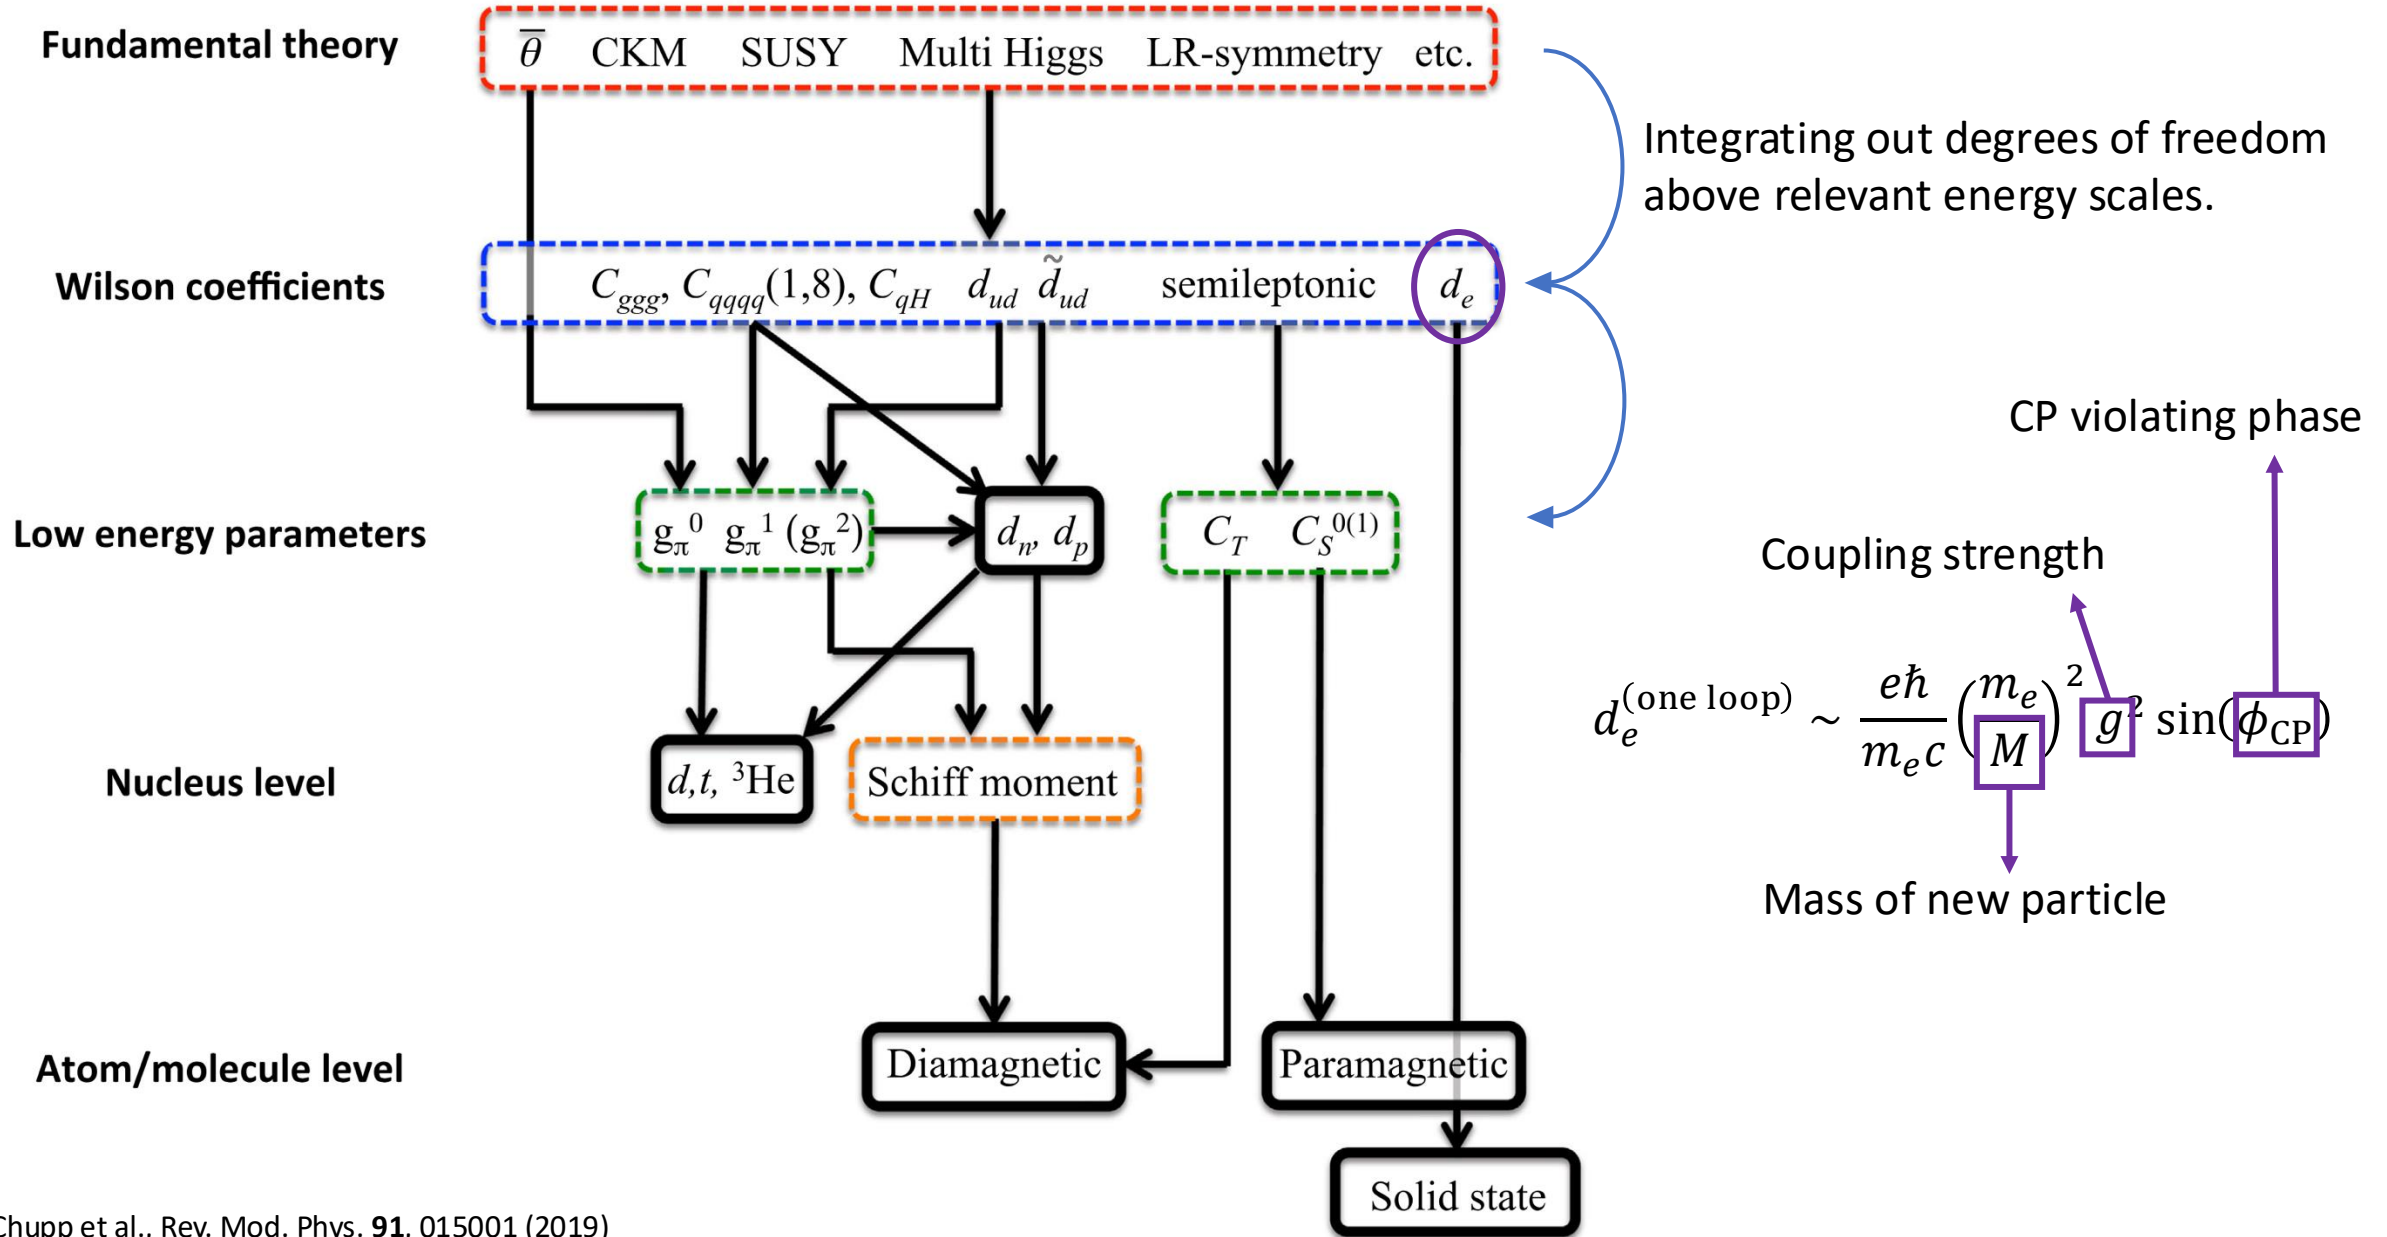 Fundamental theory
θ̅ CKM SUSY Multi Higgs LR-symmetry etc.
Integrating out degrees of freedom
above relevant energy scales.
Wilson coefficients
C_ggg, C_qqqq(1,8), C_qH d_ud d̃_ud semileptonic d_e
CP violating phase
Low energy parameters
g_π^0 g_π^1 (g_π^2) d_n, d_p C_T C_S^0(1)
Coupling strength
d_e^(one loop) ~ eℏ/(m_e c) (m_e/M)^2 g^2 sin(ϕ_CP)
Nucleus level
d,t, ³He Schiff moment
Mass of new particle
Atom/molecule level
Diamagnetic Paramagnetic
Solid state
Chupp et al., Rev. Mod. Phys. 91, 015001 (2019)